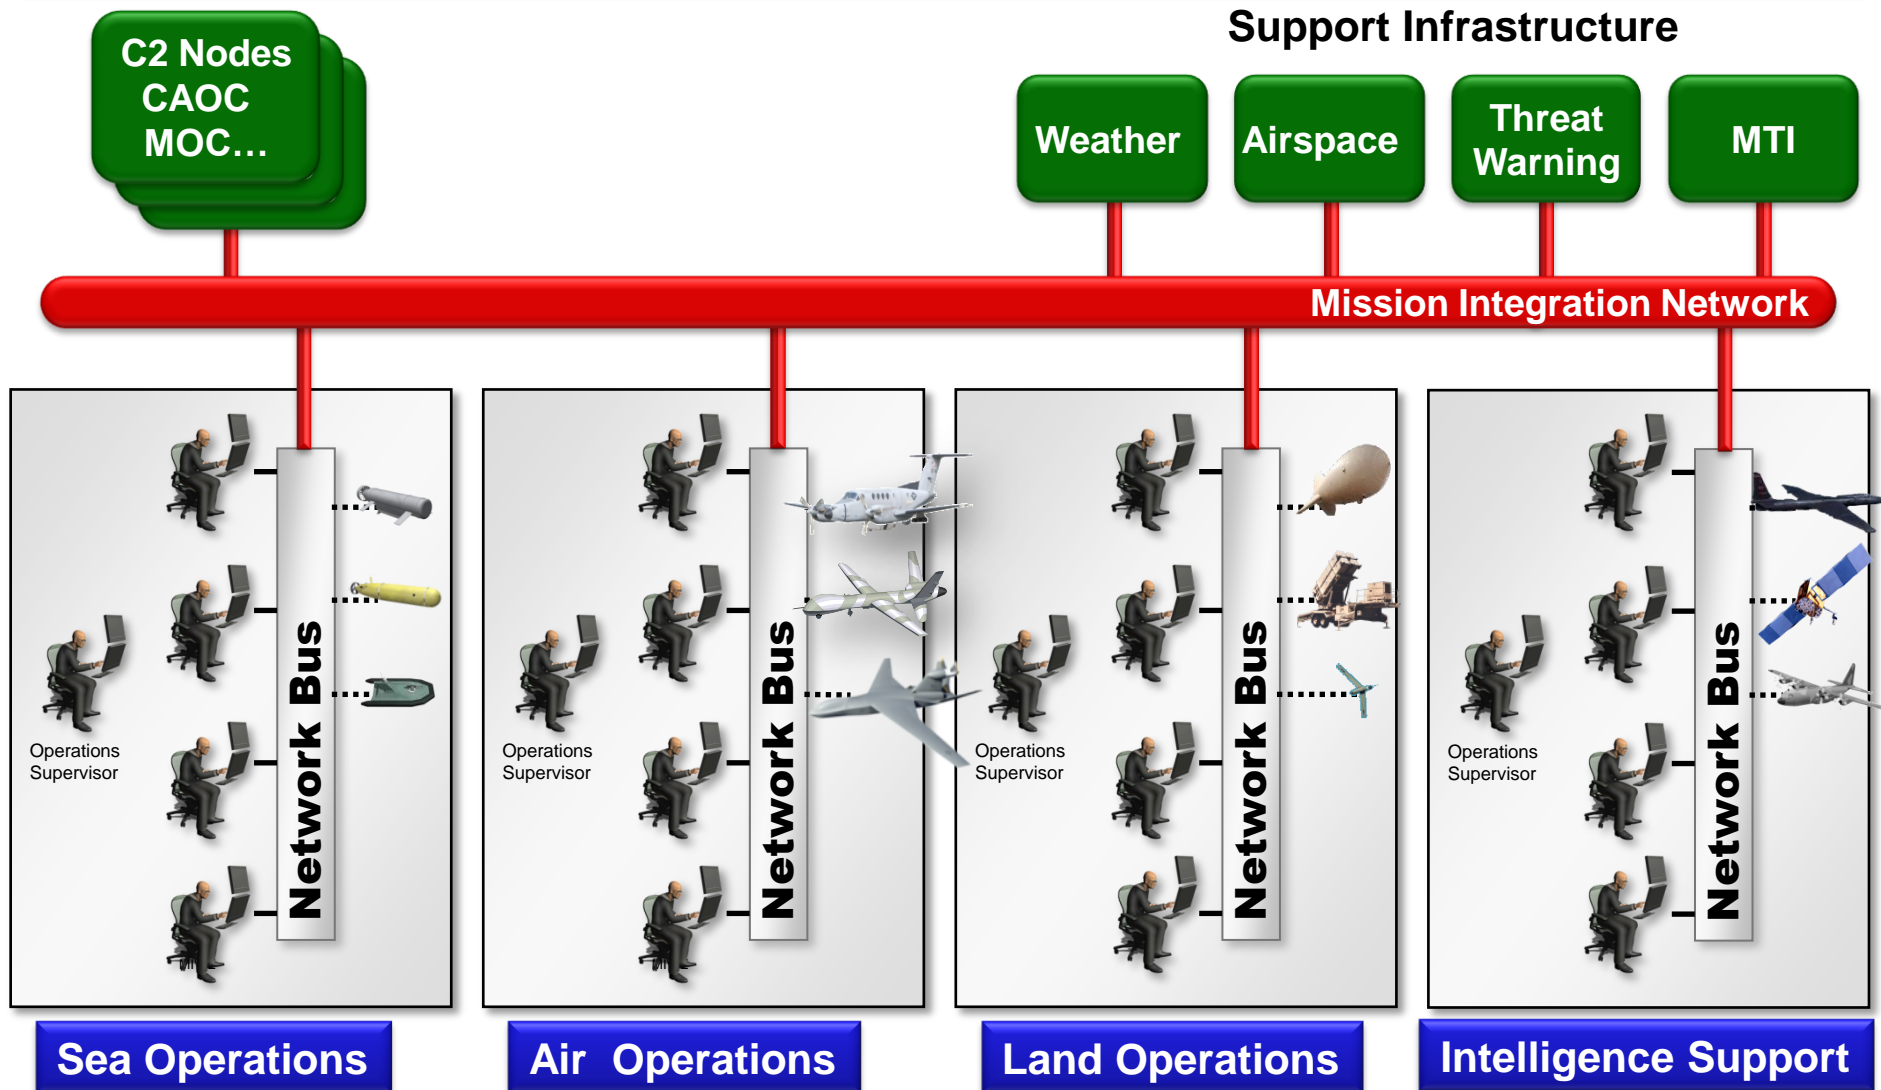 Support Infrastructure
C2 Nodes
CAOC
MOC…
Weather
Airspace
Threat
Warning
MTI
Mission Integration Network
Operations
Supervisor
Network Bus
Operations
Supervisor
Network Bus
Operations
Supervisor
Network Bus
Operations
Supervisor
Network Bus
Sea Operations
Air Operations
Land Operations
Intelligence Support